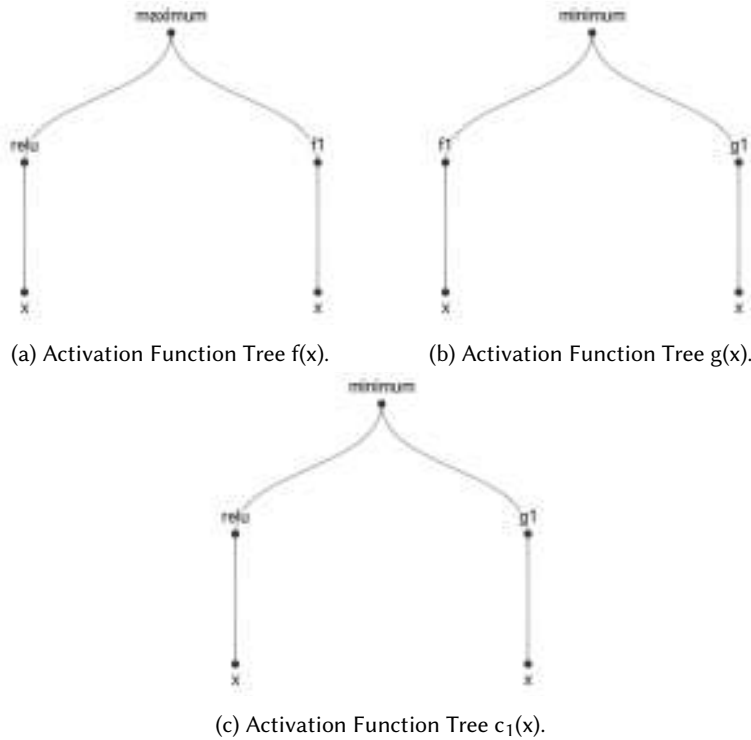 maximum minimum
relu f1 f1 g1
x x x x
(a) Activation Function Tree f(x). (b) Activation Function Tree g(x).
minimum
relu g1
x x
(c) Activation Function Tree c₁(x).